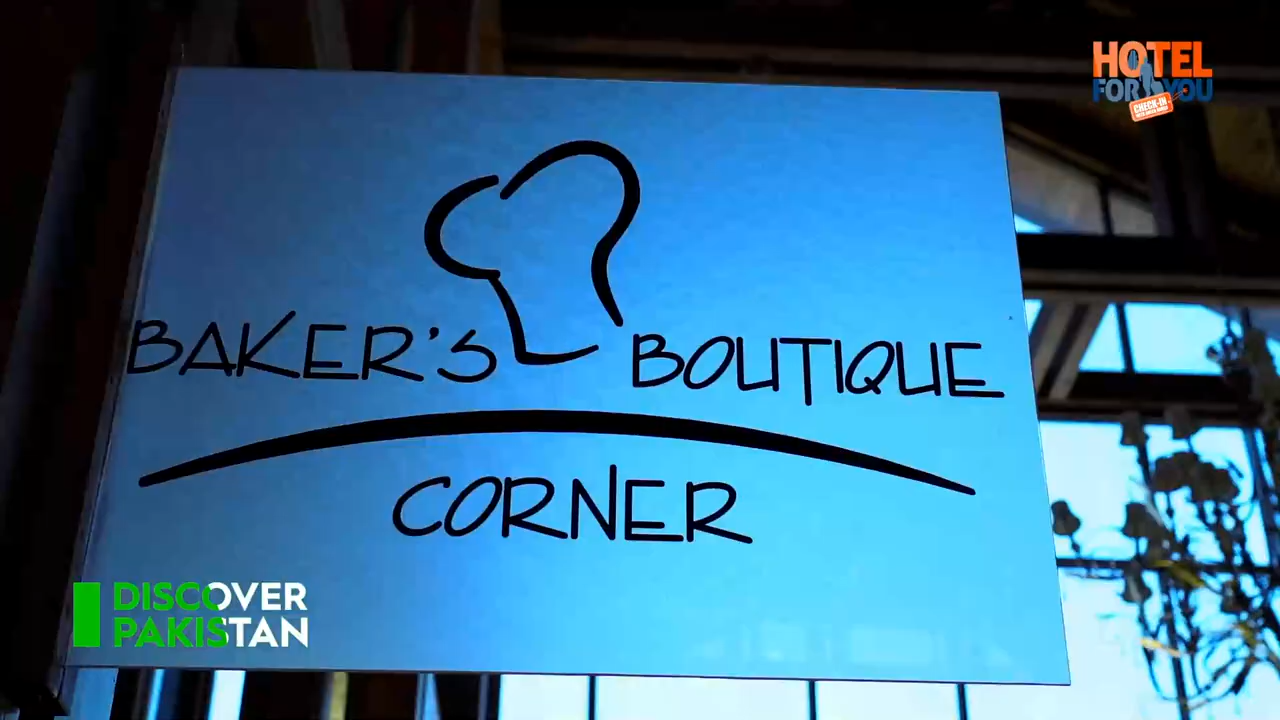 HOTEL
FOR YOU
CHECK-IN
BAKER'S BOUTIQUE
CORNER
DISCOVER
PAKISTAN